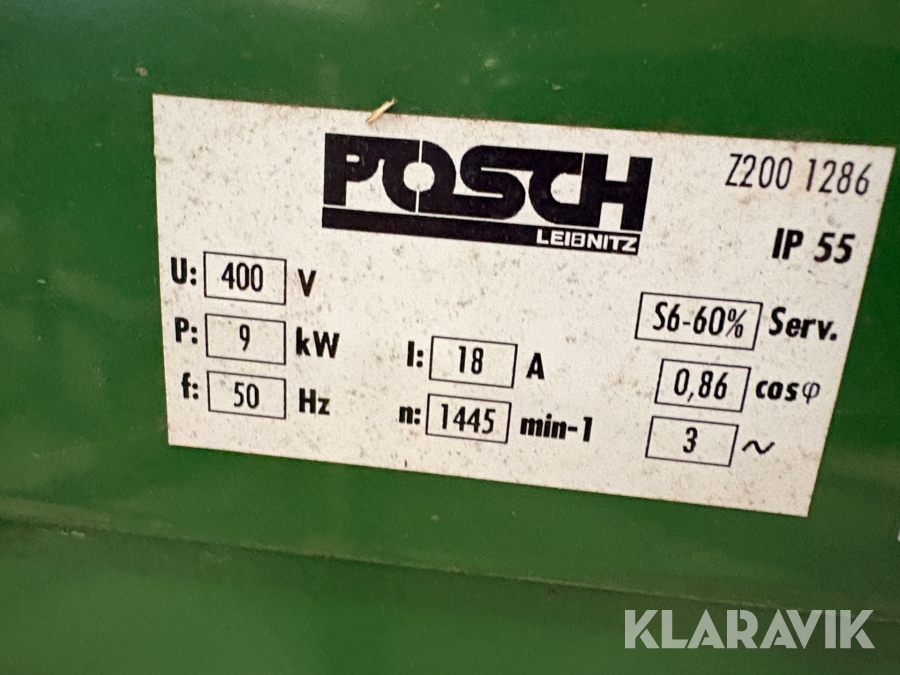 POSCH
LEIBNITZ
Z200 1286
IP 55
U: 400 V
P: 9 kW
f: 50 Hz
I: 18 A
n: 1445 min-1
S6-60% Serv.
0,86 cosφ
3 ~
KLARAVIK